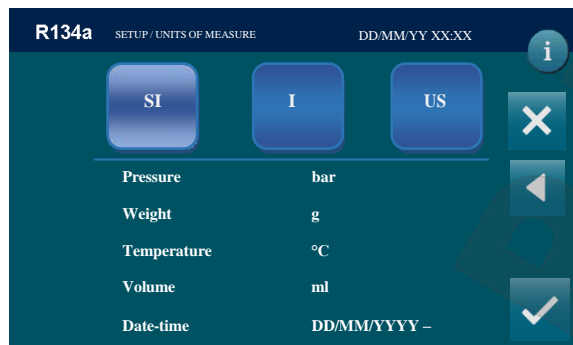 R134a SETUP / UNITS OF MEASURE DD/MM/YY XX:XX
i
SI I US
Pressure bar
Weight g
Temperature °C
Volume ml
Date-time DD/MM/YYYY –